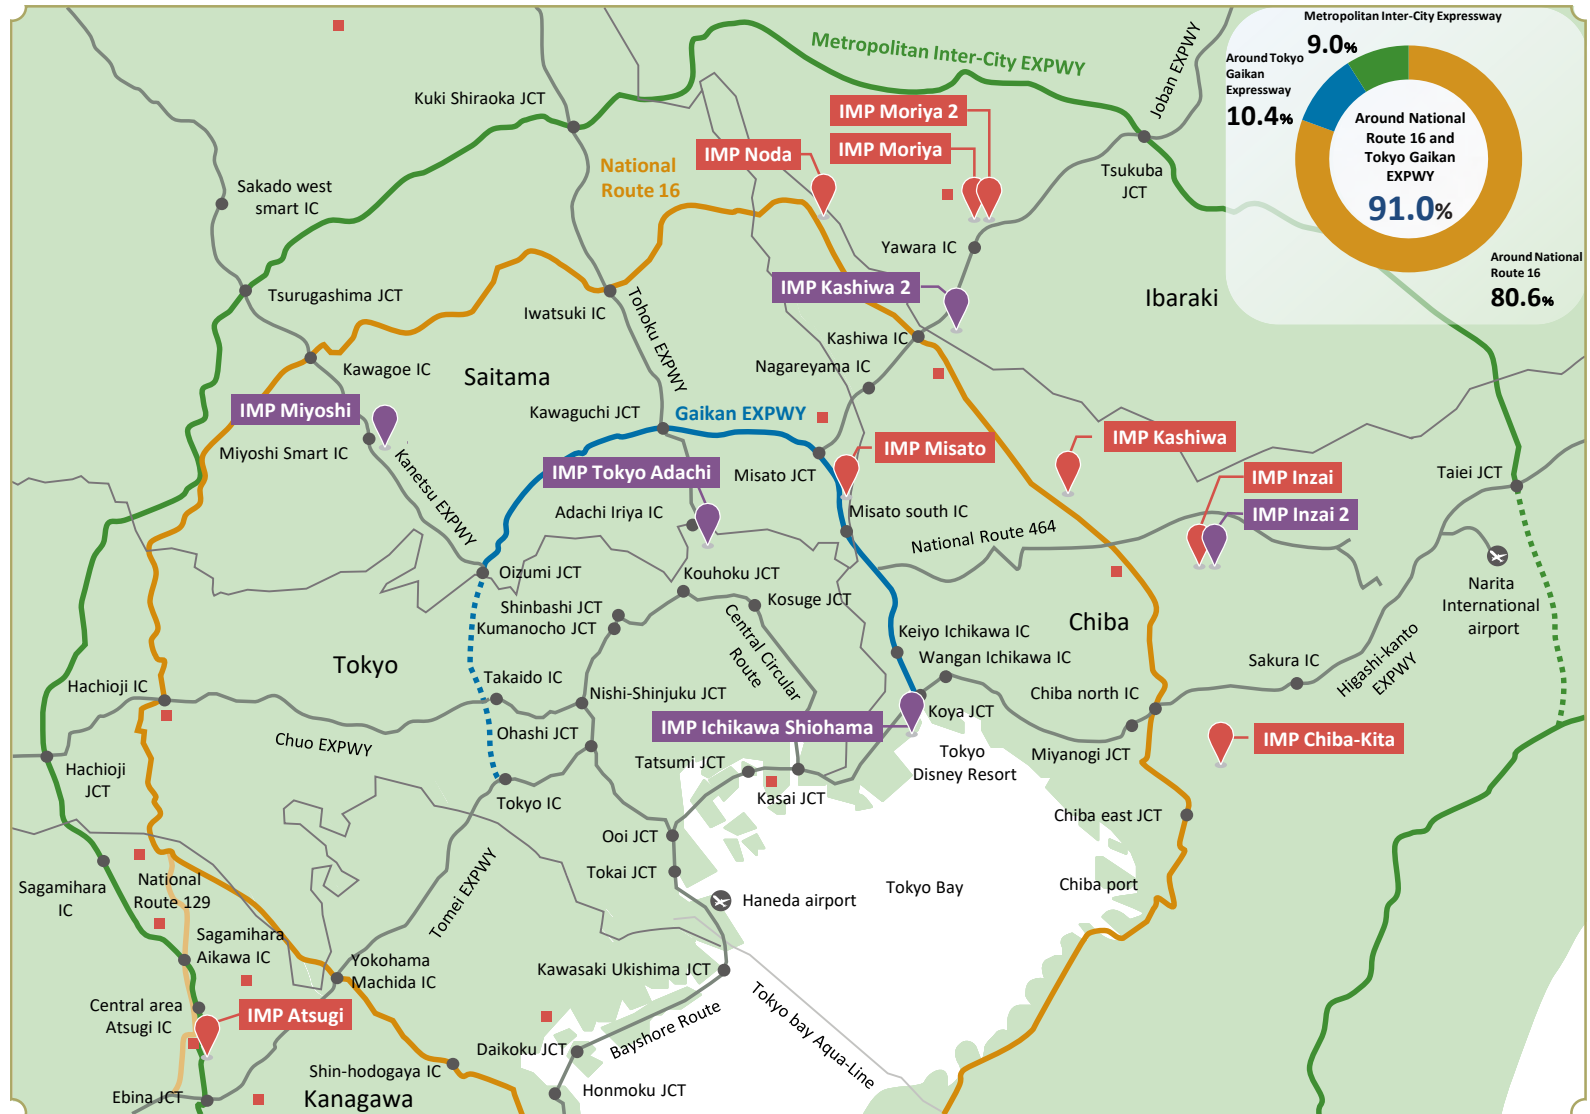 Metropolitan Inter-City Expressway
9.0%
Around Tokyo
Gaikan
Expressway
10.4%
Around National
Route 16 and
Tokyo Gaikan
EXPWY
91.0%
Around National
Route 16
80.6%
Metropolitan Inter-City EXPWY
Joban EXPWY
Kuki Shiraoka JCT
IMP Moriya 2
IMP Moriya
IMP Noda
National
Route 16
Tsukuba
JCT
Sakado west
smart IC
Yawara IC
IMP Kashiwa 2
Ibaraki
Tsurugashima JCT
Iwatsuki IC
Tohoku EXPWY
Kashiwa IC
Nagareyama IC
Kawagoe IC
Saitama
IMP Miyoshi
Kawaguchi JCT
Gaikan EXPWY
Miyoshi Smart IC
Kanetsu EXPWY
IMP Tokyo Adachi
Misato JCT
IMP Misato
IMP Kashiwa
IMP Inzai
IMP Inzai 2
Taiei JCT
Adachi Iriya IC
Misato south IC
National Route 464
Narita
International
airport
Oizumi JCT
Kouhoku JCT
Shinbashi JCT
Kumanocho JCT
Kosuge JCT
Central Circular
Route
Keiyo Ichikawa IC
Wangan Ichikawa IC
Chiba
Tokyo
Sakura IC
Higashi-kanto
EXPWY
Hachioji IC
Takaido IC
Nishi-Shinjuku JCT
Chiba north IC
Koya JCT
IMP Ichikawa Shiohama
Ohashi JCT
Chuo EXPWY
Miyanogi JCT
IMP Chiba-Kita
Hachioji
JCT
Tatsumi JCT
Tokyo
Disney Resort
Kasai JCT
Tokyo IC
Chiba east JCT
Ooi JCT
Tokai JCT
Tomei EXPWY
Sagamihara
IC
National
Route 129
Chiba port
Haneda airport
Tokyo Bay
Sagamihara
Aikawa IC
Yokohama
Machida IC
Kawasaki Ukishima JCT
Tokyo bay Aqua-Line
Central area
Atsugi IC
IMP Atsugi
Bayshore Route
Daikoku JCT
Shin-hodogaya IC
Honmoku JCT
Ebina JCT
Kanagawa